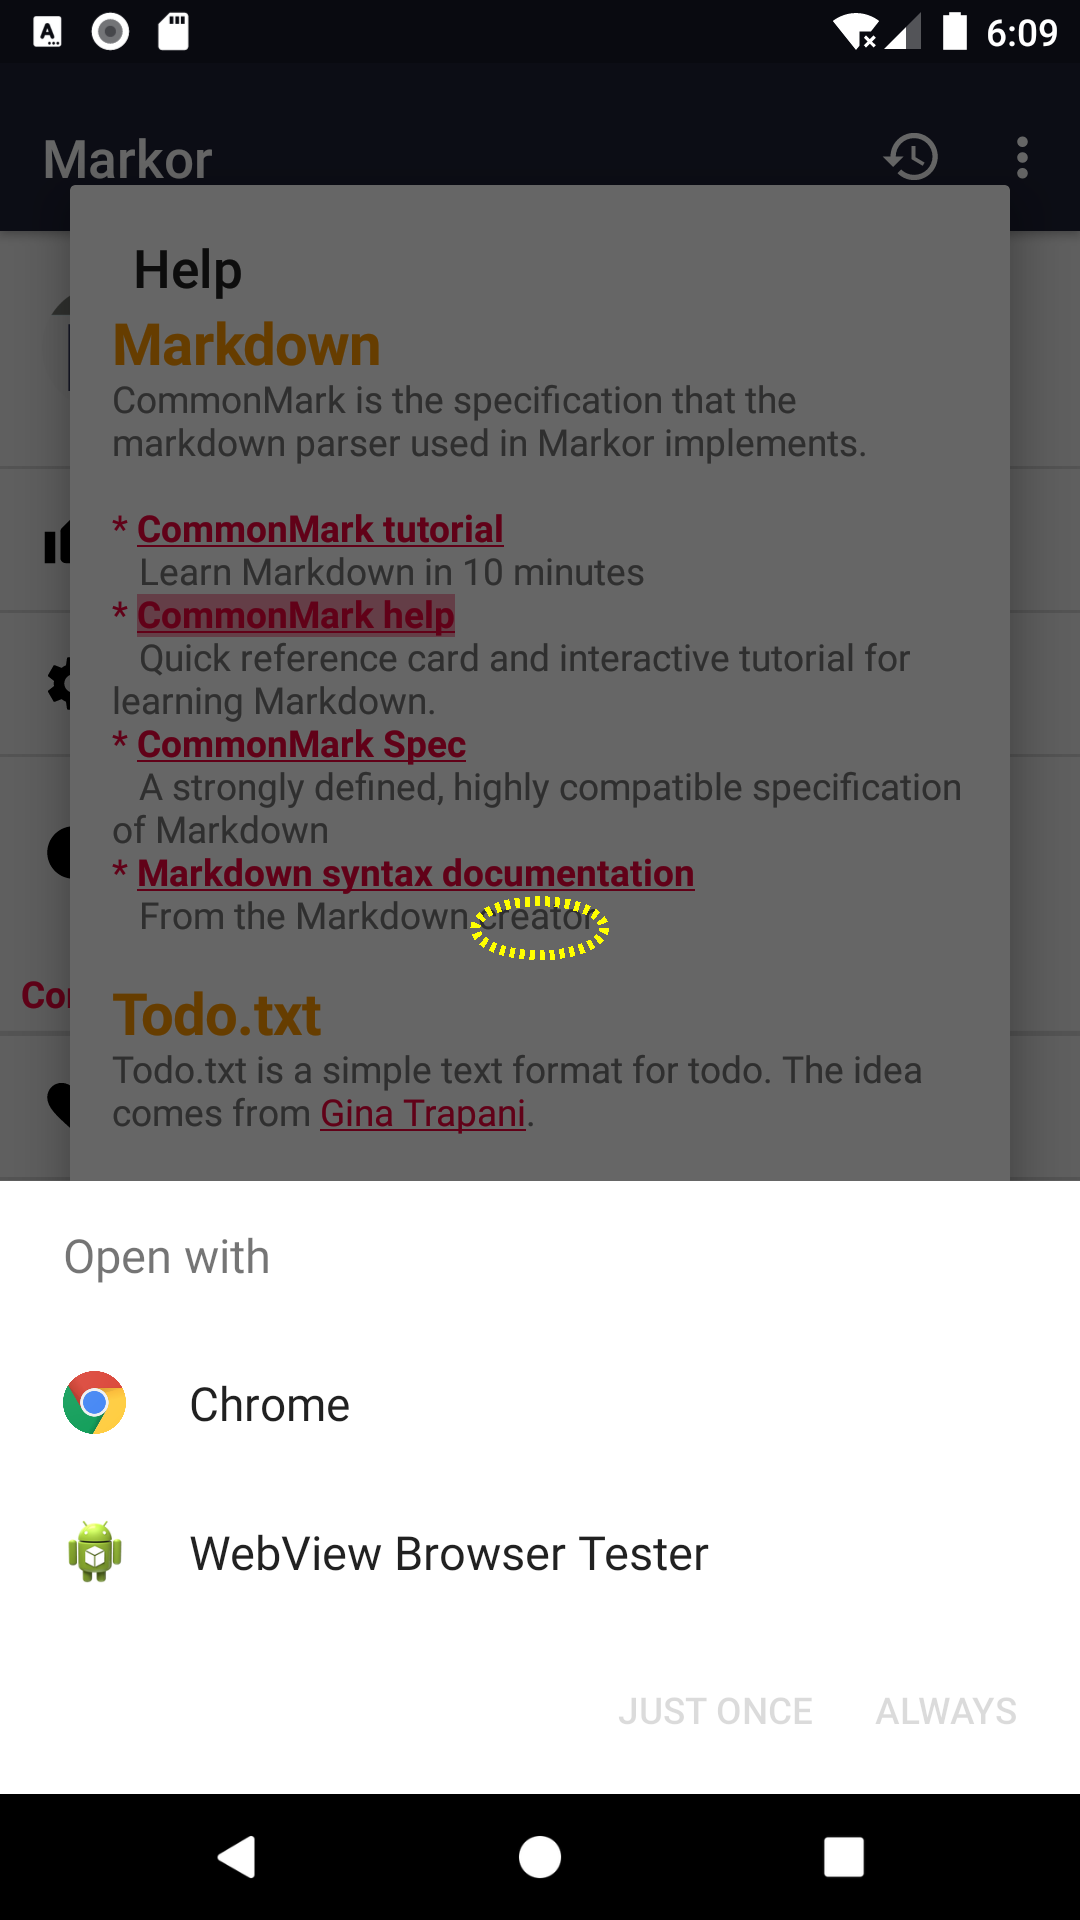 6:09
Markor
Help
Markdown
CommonMark is the specification that the
markdown parser used in Markor implements.
* CommonMark tutorial
Learn Markdown in 10 minutes
* CommonMark help
Quick reference card and interactive tutorial for
learning Markdown.
* CommonMark Spec
A strongly defined, highly compatible specification
of Markdown
* Markdown syntax documentation
From the Markdown creator
Todo.txt
Todo.txt is a simple text format for todo. The idea
comes from Gina Trapani.
Open with
Chrome
WebView Browser Tester
JUST ONCE ALWAYS